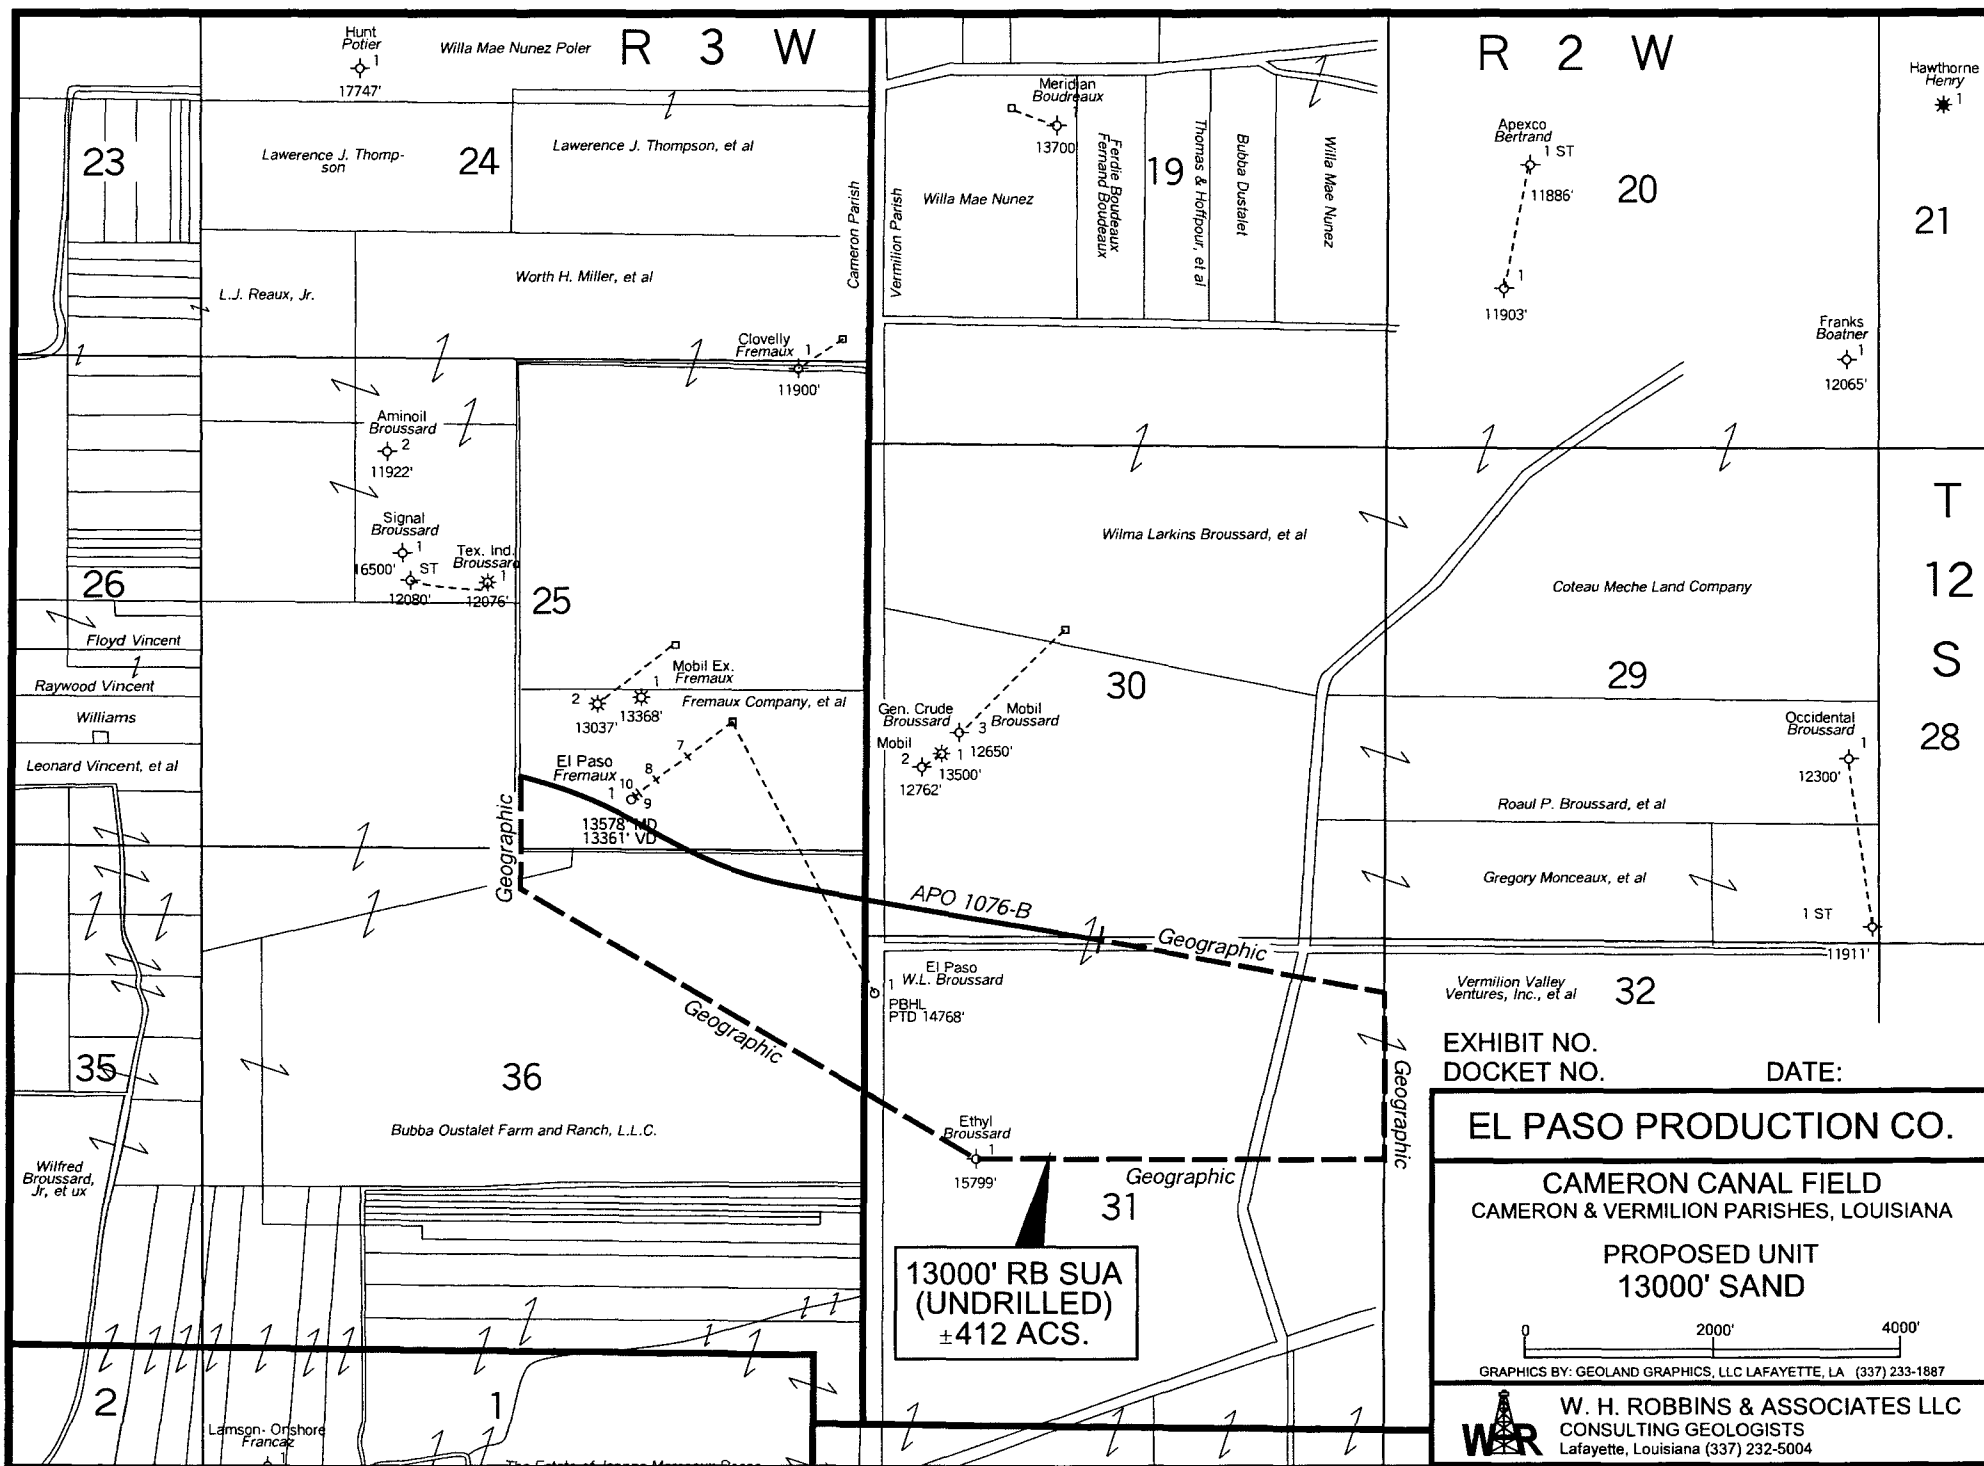 R 3 W
R 2 W
Hunt
Potier
1
17747'
Willa Mae Nunez Poler
Hawthorne
Henry
1
Meridian
Boudreaux
1
13700'
Apexco
Bertrand
1 ST
11886'
1
11903'
23
Lawerence J. Thomp-
son
24
Lawerence J. Thompson, et al
Cameron Parish
Vermilion Parish
Willa Mae Nunez
Ferdie Boudeaux
Fernand Boudeaux
19
Thomas & Hoffpour, et al
Bubba Dustalet
Willa Mae Nunez
20
21
L.J. Reaux, Jr.
Worth H. Miller, et al
Clovelly
Fremaux
1
11900'
Franks
Boatner
1
12065'
Aminoil
Broussard
2
11922'
Signal
Broussard
1
16500'
ST
12080'
Tex. Ind.
Broussard
1
12076'
T
12
S
Wilma Larkins Broussard, et al
Coteau Meche Land Company
26
25
30
29
28
Floyd Vincent
Raywood Vincent
Williams
Leonard Vincent, et al
Mobil Ex.
Fremaux
2
13037'
1
13368'
Fremaux Company, et al
Gen. Crude
Broussard
Mobil
Broussard
3
12650'
Mobil
2
1
13500'
12762'
Occidental
Broussard
1
12300'
El Paso
Fremaux
7
8
10
1
9
13578' MD
13361' VD
Roaul P. Broussard, et al
Gregory Monceaux, et al
1 ST
11911'
Geographic
APO 1076-B
Geographic
El Paso
W.L. Broussard
1
PBHL
PTD 14768'
Vermilion Valley
Ventures, Inc., et al
32
Geographic
Geographic
35
36
Bubba Oustalet Farm and Ranch, L.L.C.
Ethyl
Broussard
1
15799'
Geographic
31
Wilfred
Broussard,
Jr, et ux
13000' RB SUA
(UNDRILLED)
±412 ACS.
2
1
Lamson-Onshore
Francaz
1
EXHIBIT NO.
DOCKET NO. DATE:
EL PASO PRODUCTION CO.
CAMERON CANAL FIELD
CAMERON & VERMILION PARISHES, LOUISIANA
PROPOSED UNIT
13000' SAND
0 2000' 4000'
GRAPHICS BY: GEOLAND GRAPHICS, LLC LAFAYETTE, LA (337) 233-1887
W R
W. H. ROBBINS & ASSOCIATES LLC
CONSULTING GEOLOGISTS
Lafayette, Louisiana (337) 232-5004